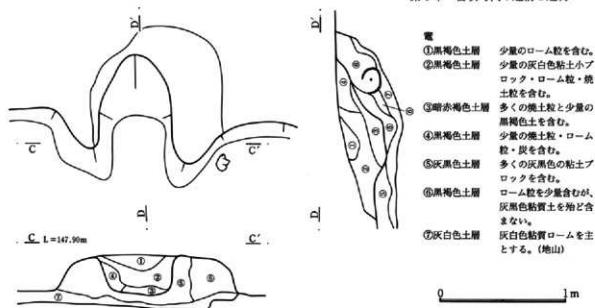 竃
①黒褐色土層 少量のローム粒を含む。
②黒褐色土層 少量の灰白色粘土小ブ
ロック・ローム粒・焼
土粒を含む。
③暗赤褐色土層 多くの焼土粒と少量の
黒褐土を含む。
④黒褐色土層 少量の焼土粒・ローム
粒・炭を含む。
⑤灰黒色土層 多くの灰黒色の粘土ブ
ロックを含む。
⑥黒褐色土層 ローム粒を少量含むが、
灰黒色粘質土を殆ど含
まない。
⑦灰白色土層 灰白色粘質ロームを主
とする。(地山)
D′
C
C′
D
C L=147.90m
C′
①
④
②
③
⑤
⑥
⑦
D′
D
0 1m